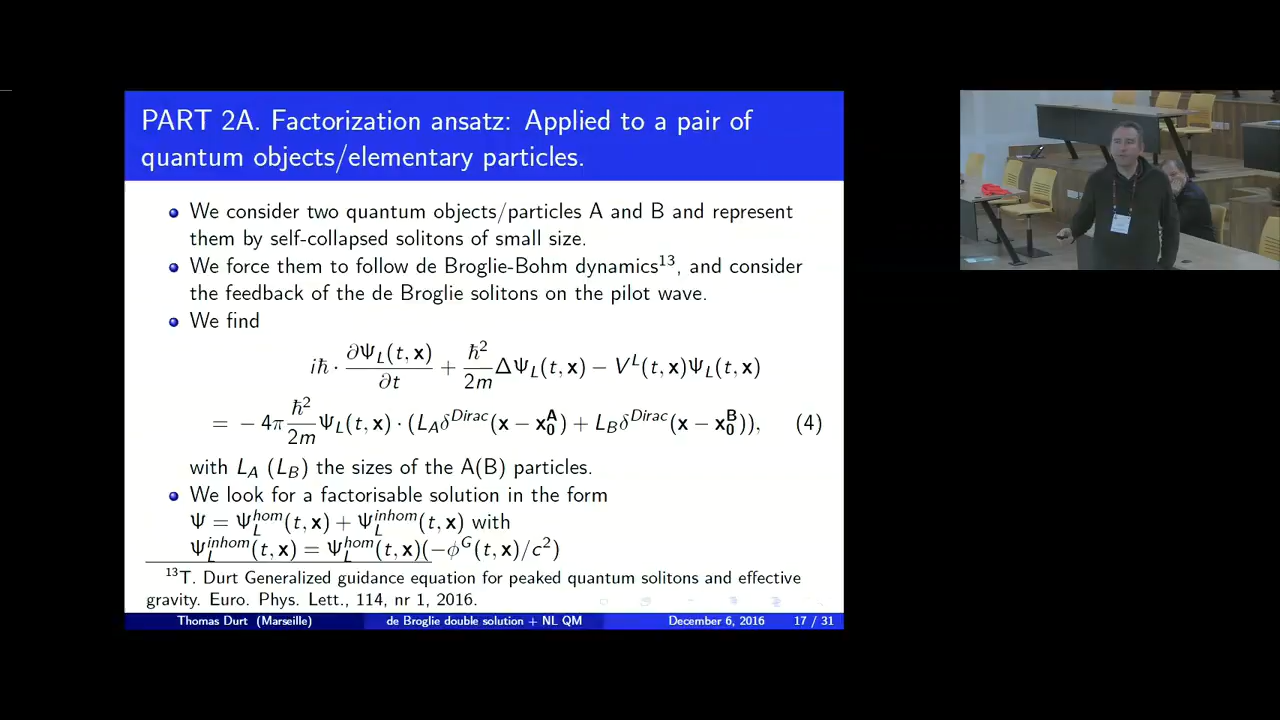 PART 2A. Factorization ansatz: Applied to a pair of
quantum objects/elementary particles.
We consider two quantum objects/particles A and B and represent
them by self-collapsed solitons of small size.
We force them to follow de Broglie-Bohm dynamics¹³, and consider
the feedback of the de Broglie solitons on the pilot wave.
We find
iħ · ∂Ψ_L(t, x)/∂t + ħ²/2m ΔΨ_L(t, x) − V^L(t, x)Ψ_L(t, x)
= − 4π ħ²/2m Ψ_L(t, x) · (L_A δ^Dirac(x − x₀^A) + L_B δ^Dirac(x − x₀^B)), (4)
with L_A (L_B) the sizes of the A(B) particles.
We look for a factorisable solution in the form
Ψ = Ψ_L^hom(t, x) + Ψ_L^inhom(t, x) with
Ψ_L^inhom(t, x) = Ψ_L^hom(t, x)(−ϕ^G(t, x)/c²)
¹³T. Durt Generalized guidance equation for peaked quantum solitons and effective
gravity. Euro. Phys. Lett., 114, nr 1, 2016.
Thomas Durt (Marseille) de Broglie double solution + NL QM December 6, 2016 17 / 31